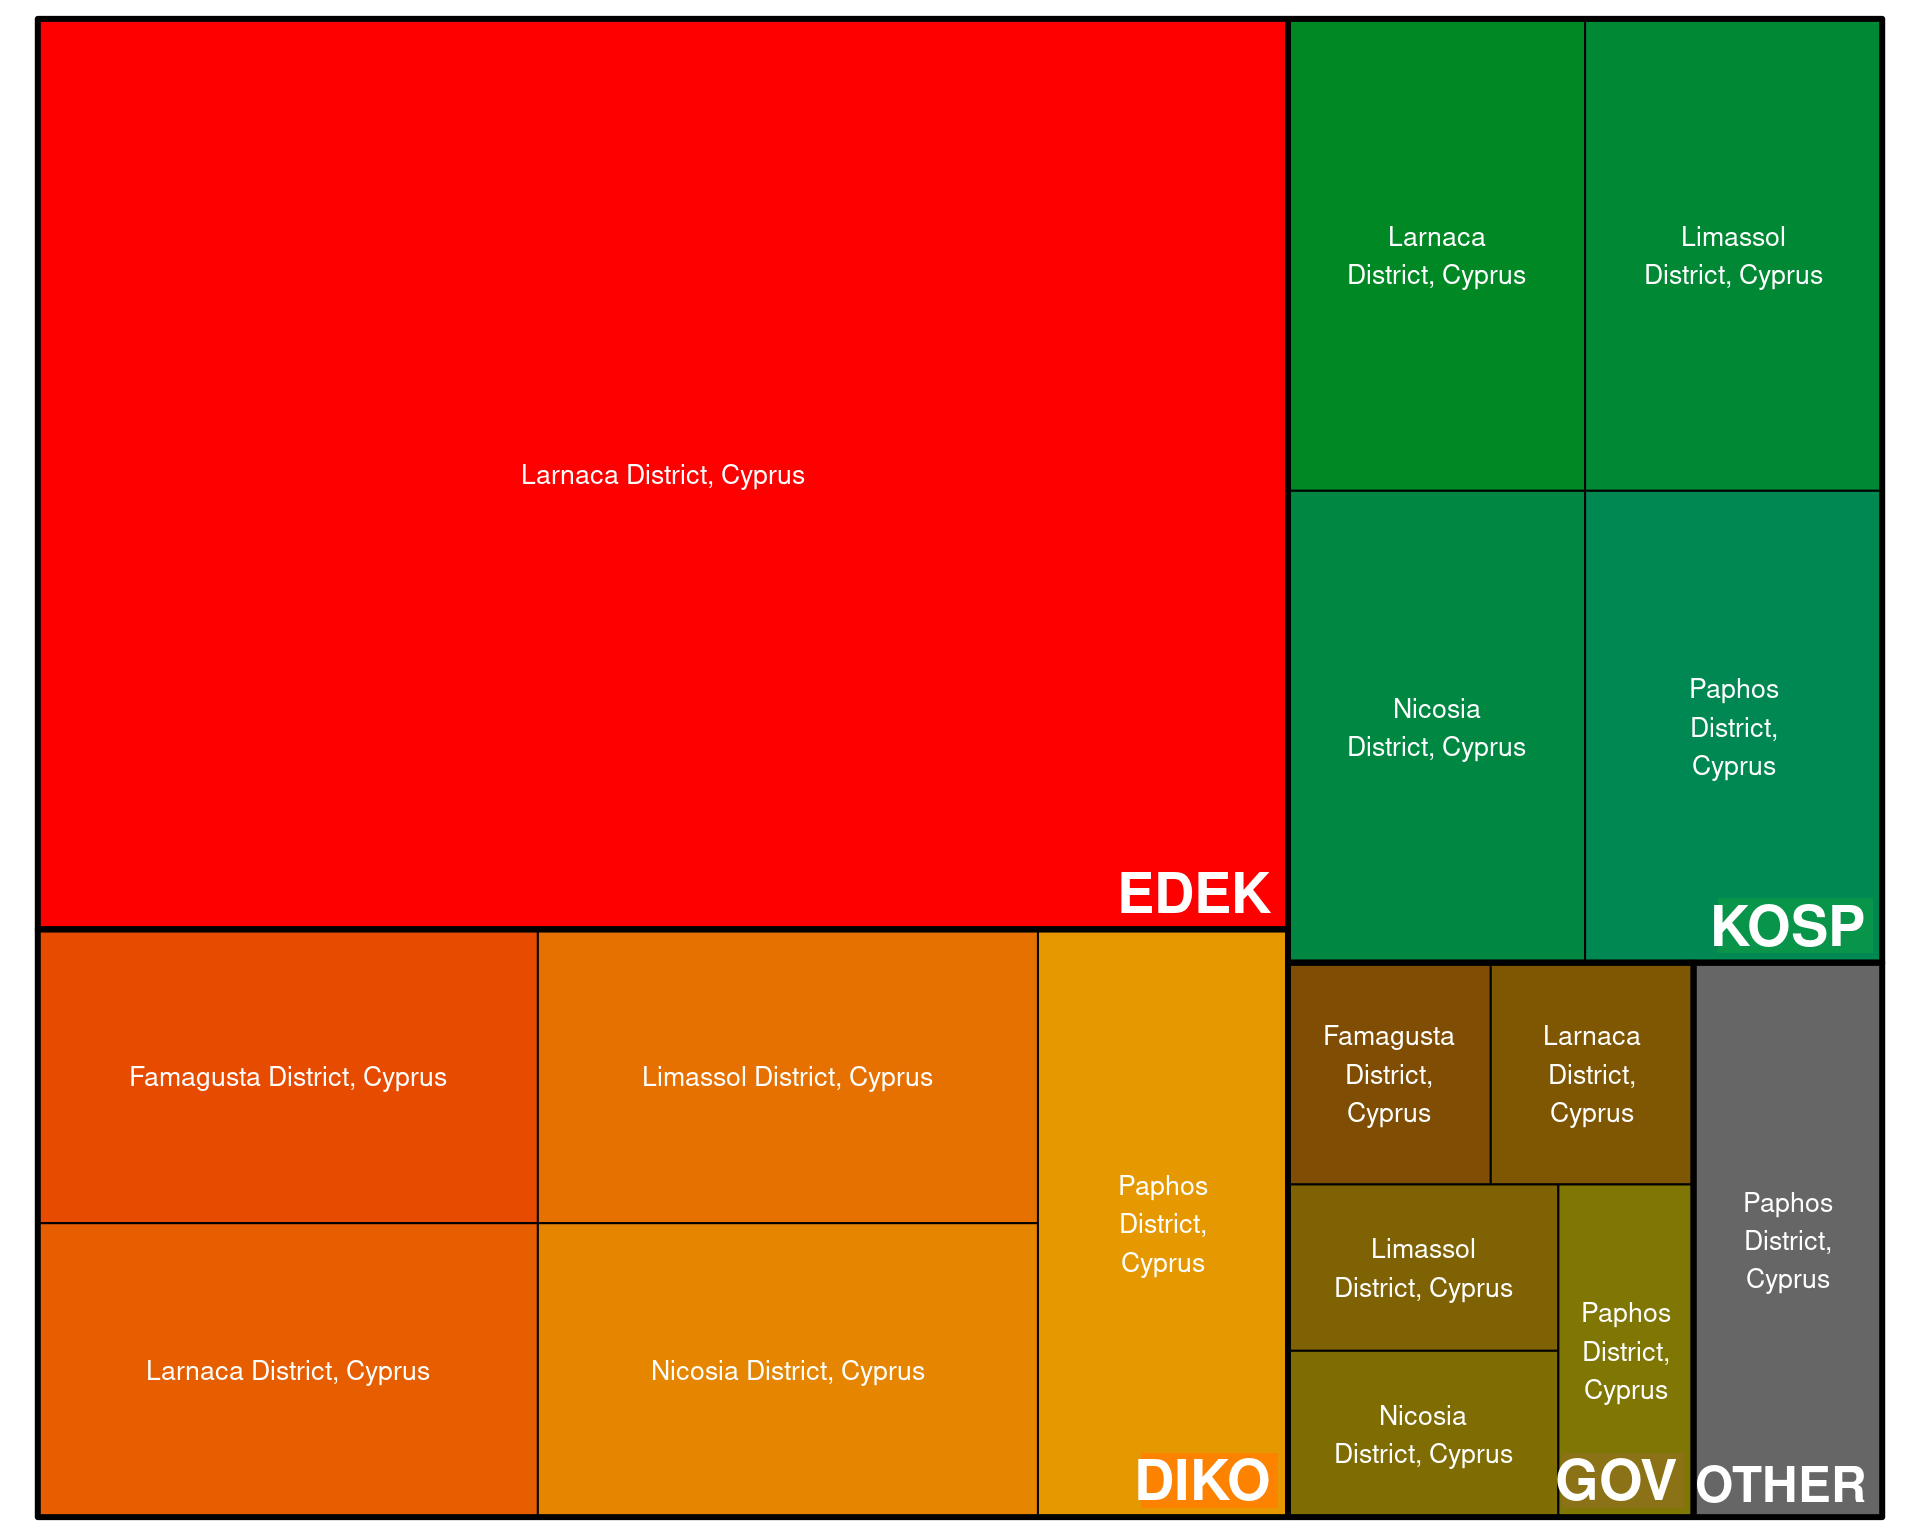 Larnaca District, Cyprus
EDEK
Larnaca
District, Cyprus
Limassol
District, Cyprus
Nicosia
District, Cyprus
Paphos
District,
Cyprus
KOSP
Famagusta District, Cyprus
Limassol District, Cyprus
Larnaca District, Cyprus
Nicosia District, Cyprus
Paphos
District,
Cyprus
DIKO
Famagusta
District,
Cyprus
Larnaca
District,
Cyprus
Limassol
District, Cyprus
Nicosia
District, Cyprus
Paphos
District,
Cyprus
GOV
Paphos
District,
Cyprus
OTHER